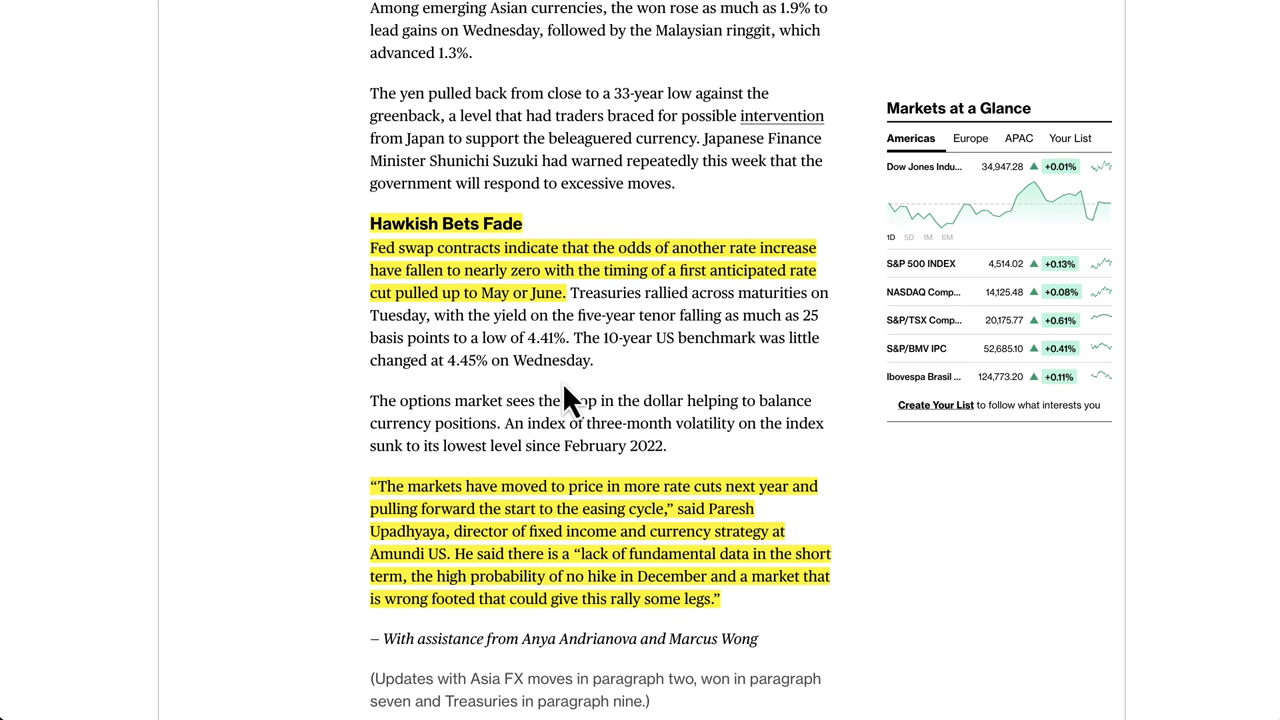 Among emerging Asian currencies, the won rose as much as 1.9% to
lead gains on Wednesday, followed by the Malaysian ringgit, which
advanced 1.3%.
The yen pulled back from close to a 33-year low against the
greenback, a level that had traders braced for possible intervention
from Japan to support the beleaguered currency. Japanese Finance
Minister Shunichi Suzuki had warned repeatedly this week that the
government will respond to excessive moves.
Hawkish Bets Fade
Fed swap contracts indicate that the odds of another rate increase
have fallen to nearly zero with the timing of a first anticipated rate
cut pulled up to May or June. Treasuries rallied across maturities on
Tuesday, with the yield on the five-year tenor falling as much as 25
basis points to a low of 4.41%. The 10-year US benchmark was little
changed at 4.45% on Wednesday.
The options market sees the op in the dollar helping to balance
currency positions. An index of three-month volatility on the index
sunk to its lowest level since February 2022.
“The markets have moved to price in more rate cuts next year and
pulling forward the start to the easing cycle,” said Paresh
Upadhyaya, director of fixed income and currency strategy at
Amundi US. He said there is a “lack of fundamental data in the short
term, the high probability of no hike in December and a market that
is wrong footed that could give this rally some legs.”
– With assistance from Anya Andrianova and Marcus Wong
(Updates with Asia FX moves in paragraph two, won in paragraph
seven and Treasuries in paragraph nine.)
Markets at a Glance
Americas Europe APAC Your List
Dow Jones Indu... 34,947.28 ▲ +0.01%
1D 5D 1M 6M
S&P 500 INDEX 4,514.02 ▲ +0.13%
NASDAQ Comp... 14,125.48 ▲ +0.08%
S&P/TSX Comp... 20,175.77 ▲ +0.61%
S&P/BMV IPC 52,685.10 ▲ +0.41%
Ibovespa Brasil ... 124,773.20 ▲ +0.11%
Create Your List to follow what interests you